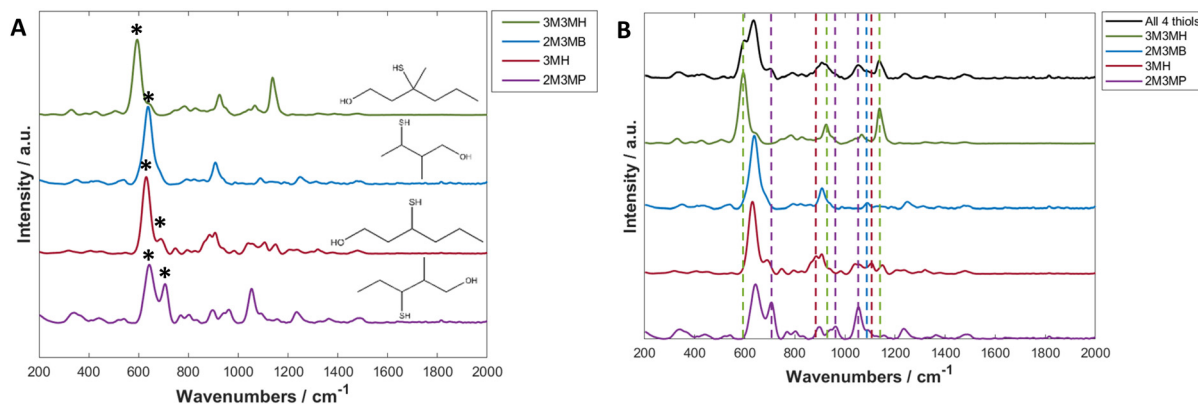 A
3M3MH
2M3MB
3MH
2M3MP
*
*
*
*
*
*
HS
HO
SH
OH
SH
HO
OH
SH
Intensity / a.u.
200 400 600 800 1000 1200 1400 1600 1800 2000
Wavenumbers / cm-1
B
All 4 thiols
3M3MH
2M3MB
3MH
2M3MP
Intensity / a.u.
200 400 600 800 1000 1200 1400 1600 1800 2000
Wavenumbers / cm-1